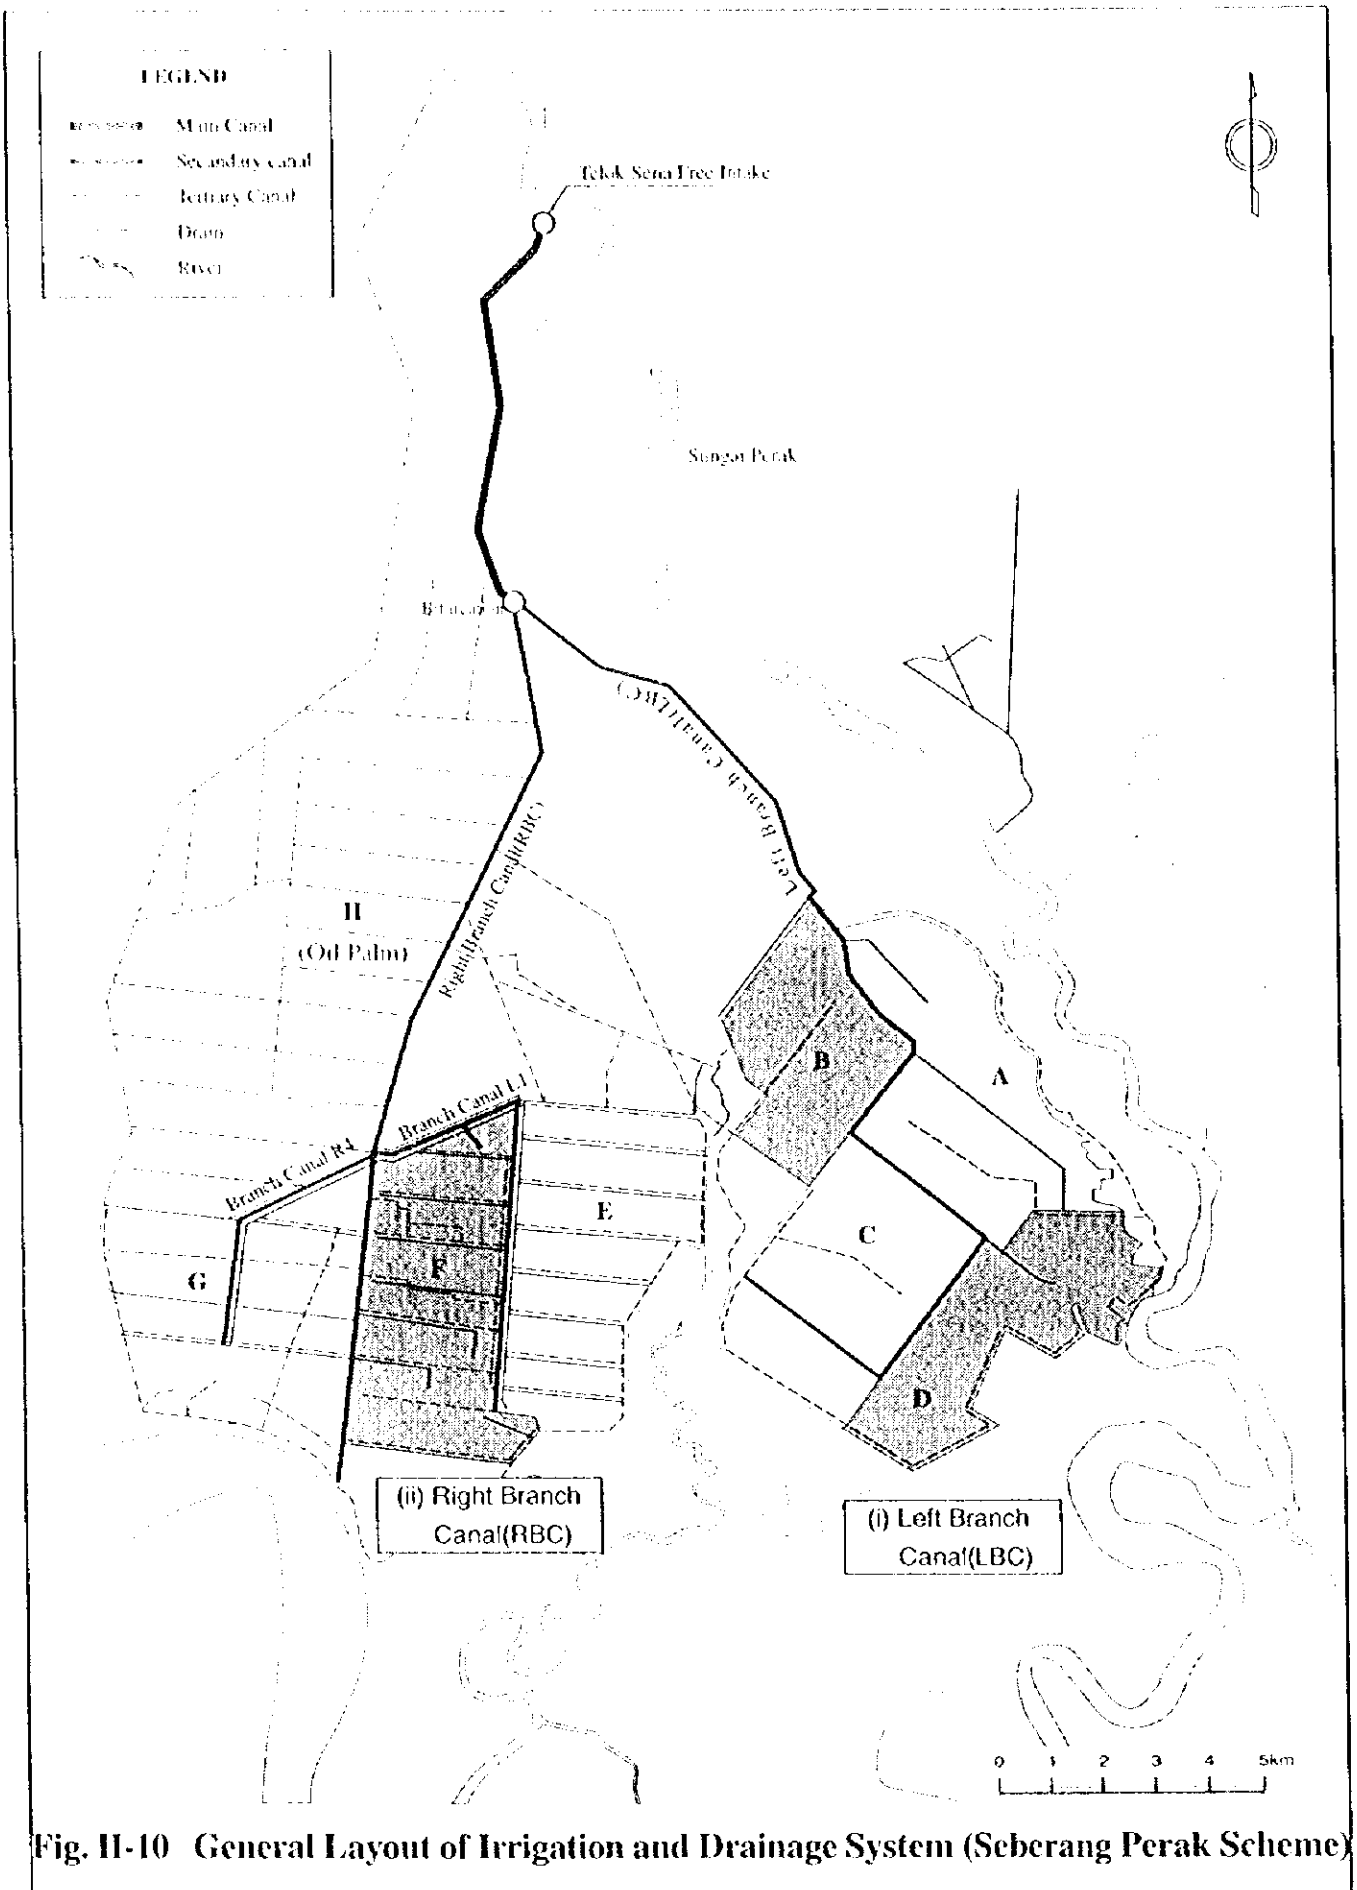 LEGEND
Main Canal
Secandary canal
Tertiary Canal
Drain
River
Telok Sena Free Intake
Sungai Perak
Left Branch Canal(LBC)
Right Branch Canal(RBC)
H
(Oil Palm)
B
A
Branch Canal L1
Branch Canal R4
E
C
G
F
D
(ii) Right Branch
Canal(RBC)
(i) Left Branch
Canal(LBC)
0 1 2 3 4 5km
Fig. II-10 General Layout of Irrigation and Drainage System (Seberang Perak Scheme)